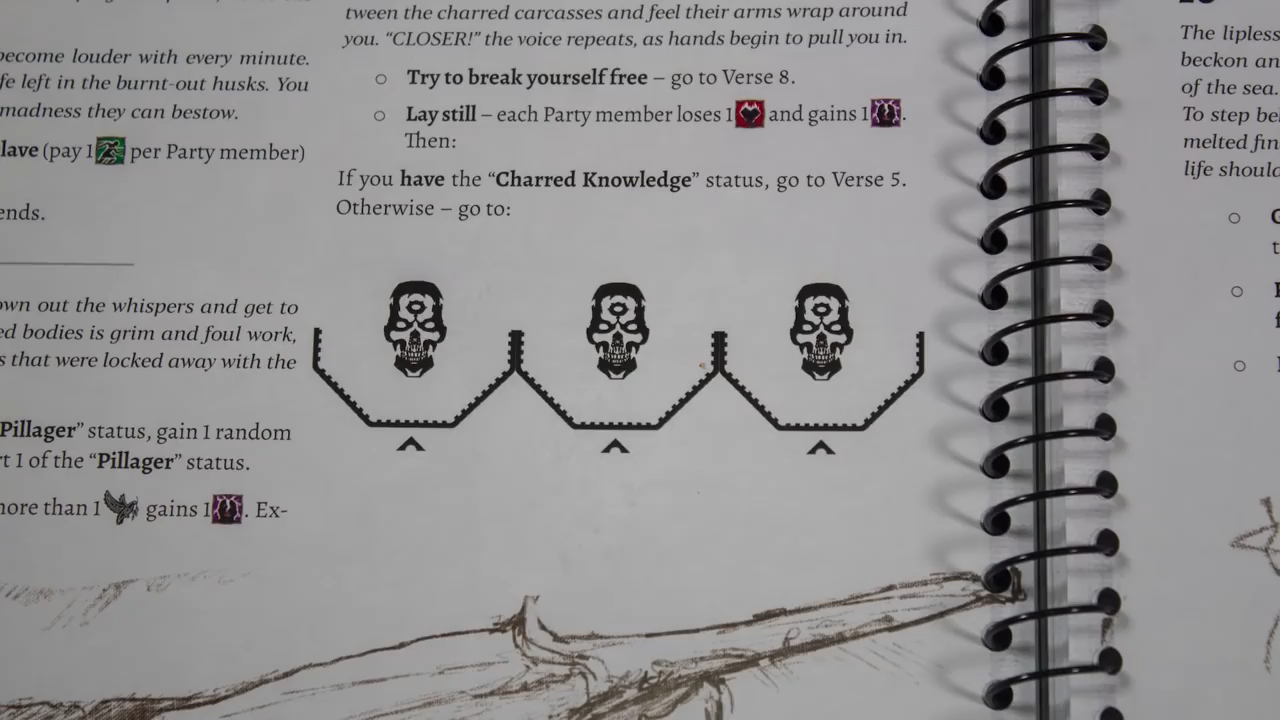 become louder with every minute.
fe left in the burnt-out husks. You
madness they can bestow.
lave (pay 1 per Party member)
ends.
own out the whispers and get to
ed bodies is grim and foul work,
s that were locked away with the
Pillager” status, gain 1 random
rt 1 of the “Pillager” status.
more than 1 gains 1. Ex-
tween the charred carcasses and feel their arms wrap around
you. “CLOSER!” the voice repeats, as hands begin to pull you in.
○ Try to break yourself free – go to Verse 8.
○ Lay still – each Party member loses 1 and gains 1.
Then:
If you have the “Charred Knowledge” status, go to Verse 5.
Otherwise – go to:
The lipless
beckon an
of the sea.
To step be
melted fin
life should